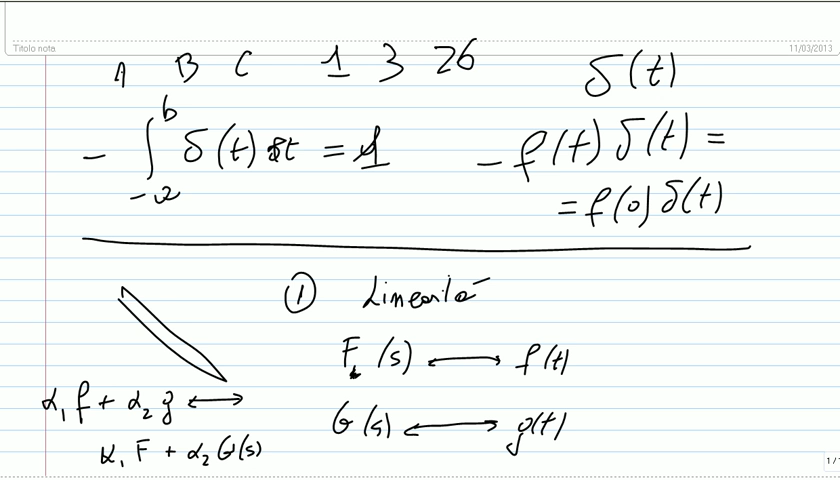 Titolo nota
11/03/2013
A B C 1 3 26 δ(t)
- ∫_{-a}^{b} δ(t) dt = 1
- f(t) δ(t) =
= f(0) δ(t)
① Linearità
F(s) ⟷ f(t)
α₁ f + α₂ g ⟷
G(s) ⟷ g(t)
α₁ F + α₂ G(s)
1 / 1